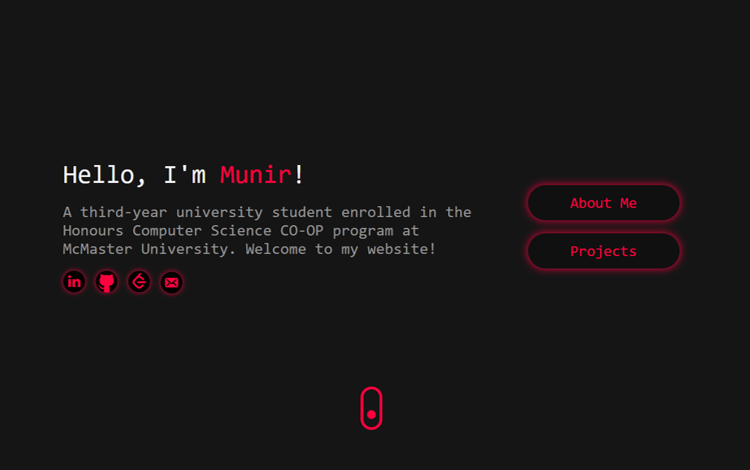 Hello, I'm Munir!
A third-year university student enrolled in the
Honours Computer Science CO-OP program at
McMaster University. Welcome to my website!
in
About Me
Projects